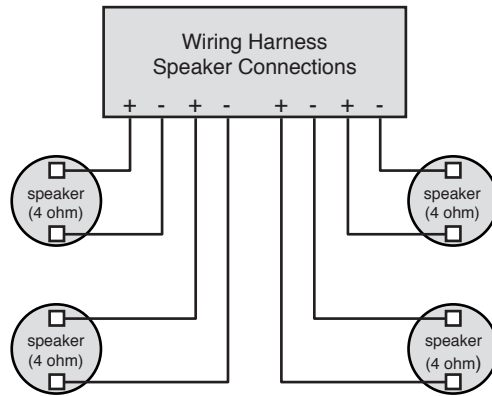 Wiring Harness
Speaker Connections
+ - + - + - + -
speaker
(4 ohm)
speaker
(4 ohm)
speaker
(4 ohm)
speaker
(4 ohm)